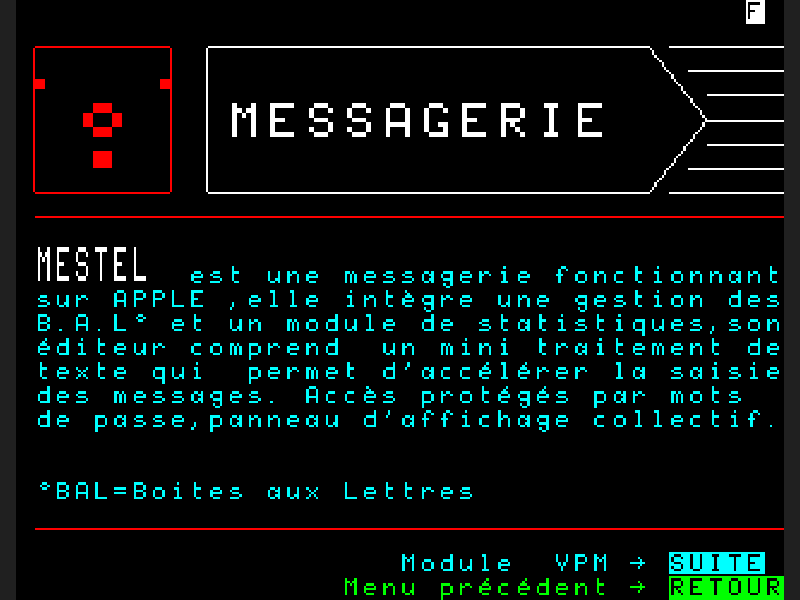 F
?
MESSAGERIE
MESTEL est une messagerie fonctionnant
sur APPLE ,elle intègre une gestion des
B.A.L° et un module de statistiques,son
éditeur comprend  un mini traitement de
texte qui  permet d'accélérer la saisie
des messages. Accès protégés par mots
de passe,panneau d'affichage collectif.
°BAL=Boites aux Lettres
Module  VPM → SUITE
Menu précédent → RETOUR